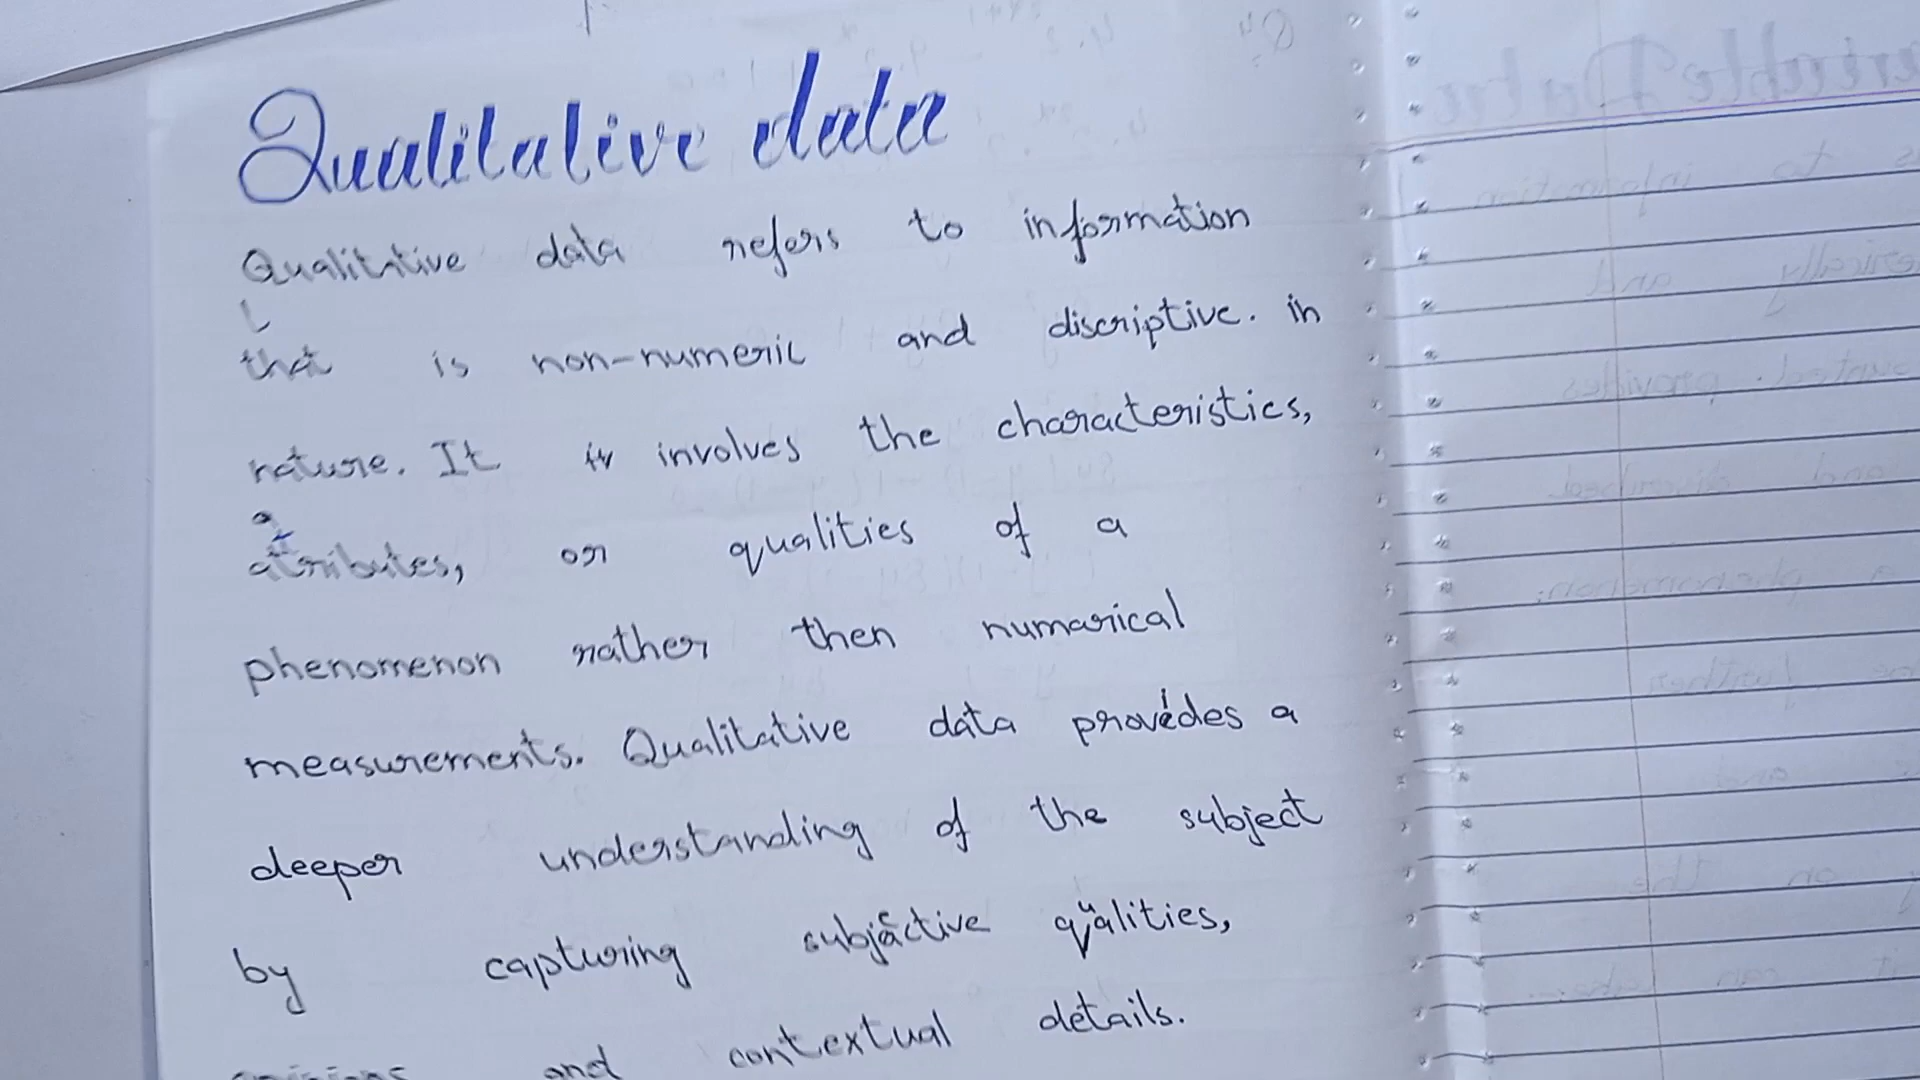 Qualitative data
Qualitative data refers to information
that is non-numeric and discriptive. in
nature. It involves the characteristics,
attributes, or qualities of a
phenomenon rather then numarical
measurements. Qualitative data provides a
deeper understanding of the subject
by capturing subjective qualities,
opinions and contextual details.